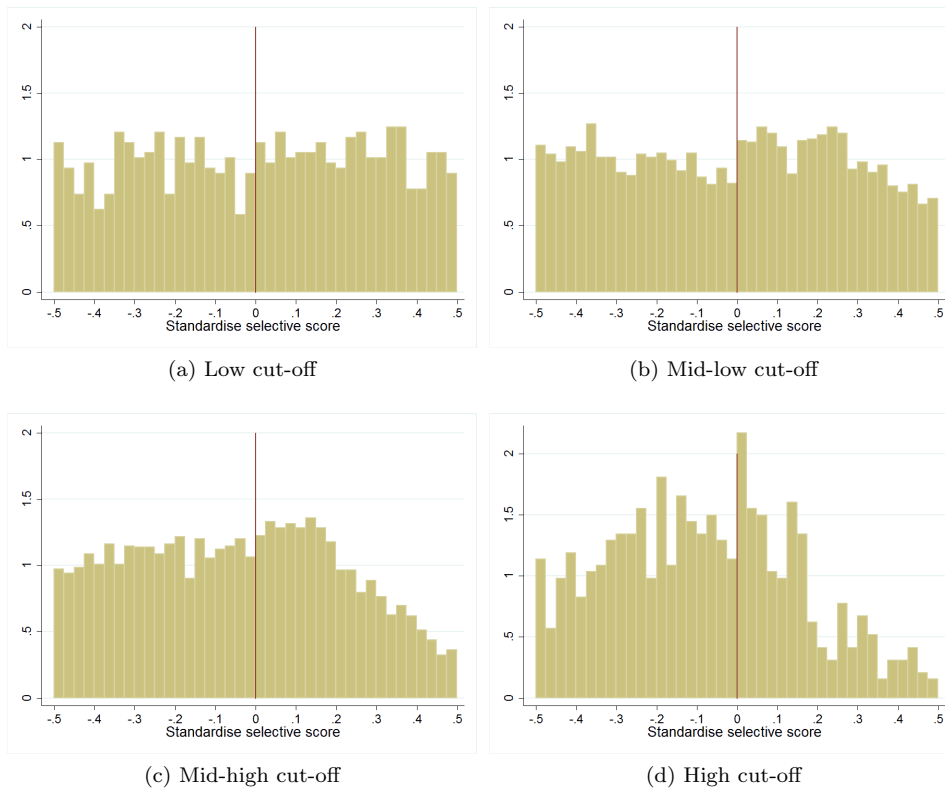 2
1.5
1
.5
0
-.5 -.4 -.3 -.2 -.1 0 .1 .2 .3 .4 .5
Standardise selective score
(a) Low cut-off
2
1.5
1
.5
0
-.5 -.4 -.3 -.2 -.1 0 .1 .2 .3 .4 .5
Standardise selective score
(b) Mid-low cut-off
2
1.5
1
.5
0
-.5 -.4 -.3 -.2 -.1 0 .1 .2 .3 .4 .5
Standardise selective score
(c) Mid-high cut-off
2
1.5
1
.5
0
-.5 -.4 -.3 -.2 -.1 0 .1 .2 .3 .4 .5
Standardise selective score
(d) High cut-off